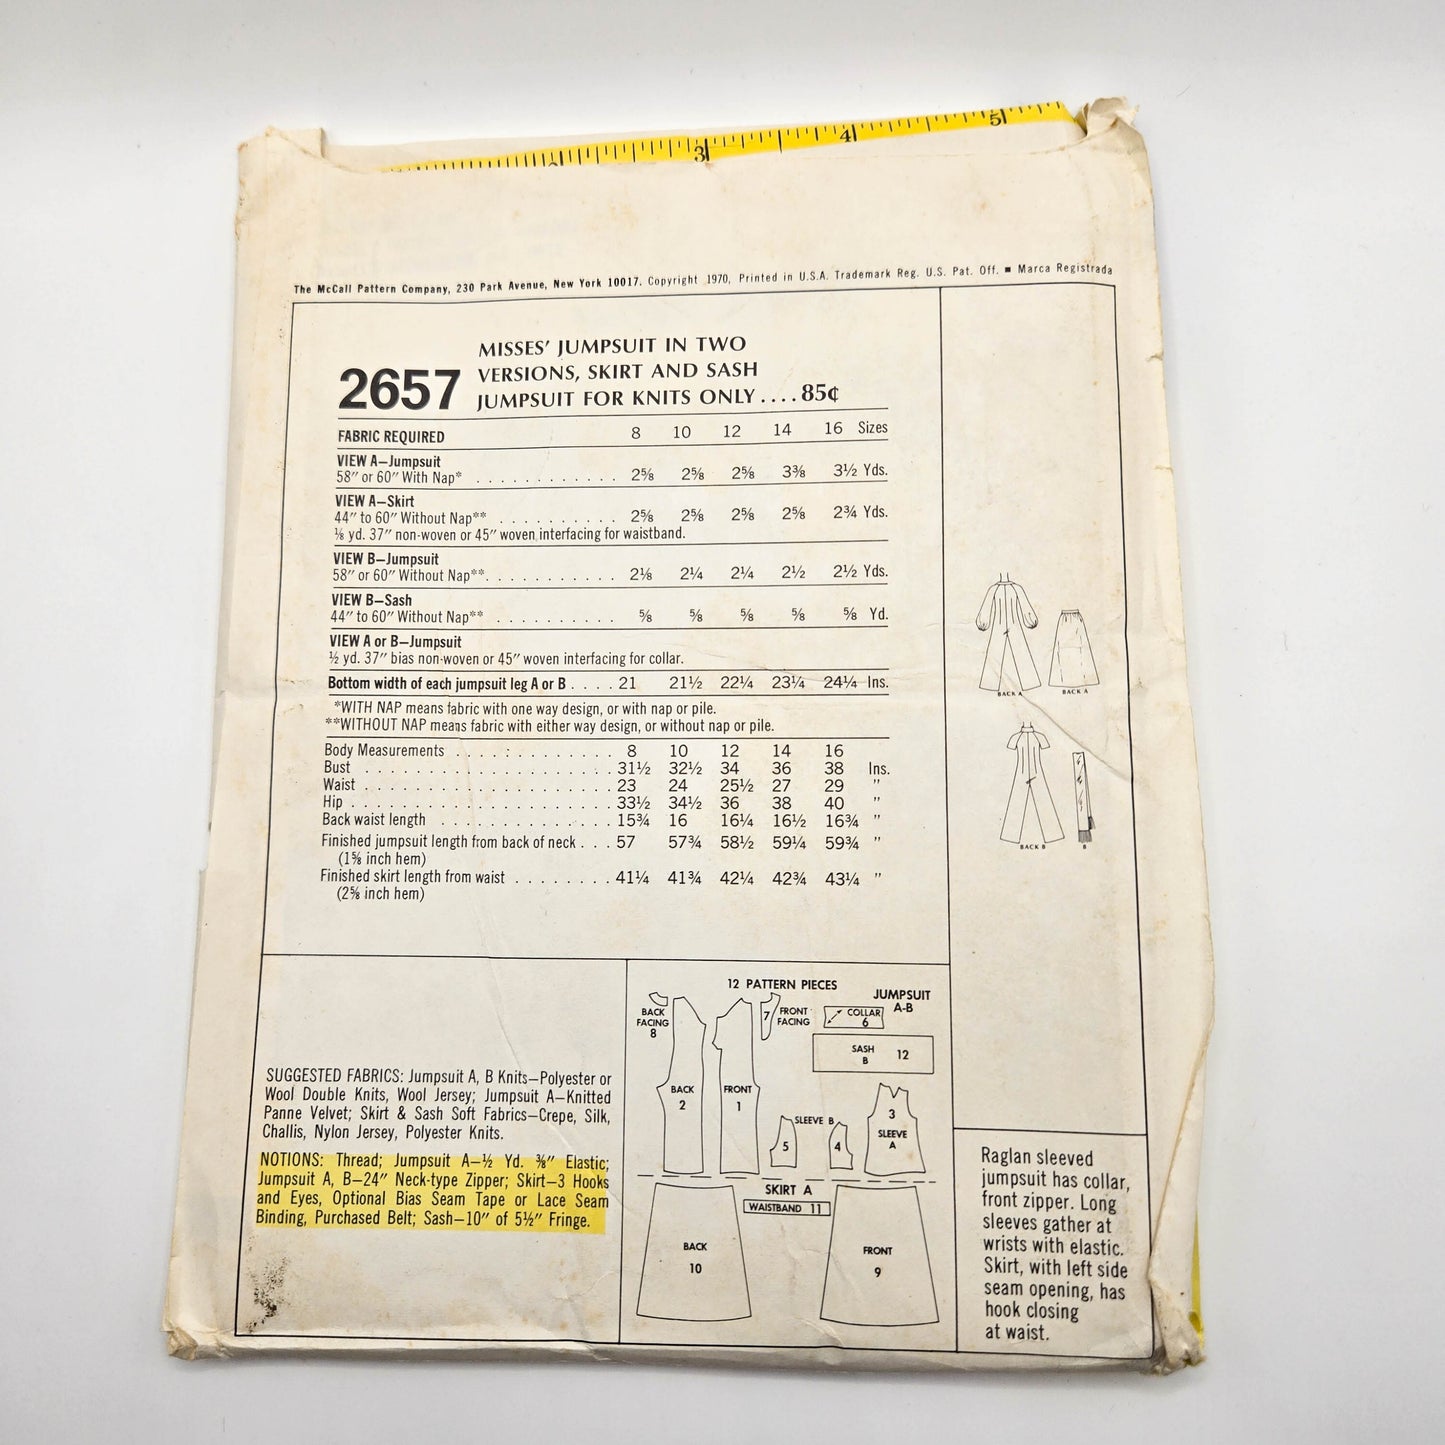 3 4 5
The McCall Pattern Company, 230 Park Avenue, New York 10017. Copyright 1970, Printed in U.S.A. Trademark Reg. U.S. Pat. Off. ■ Marca Registrada
2657
MISSES' JUMPSUIT IN TWO
VERSIONS, SKIRT AND SASH
JUMPSUIT FOR KNITS ONLY .... 85¢
FABRIC REQUIRED 8 10 12 14 16 Sizes
VIEW A—Jumpsuit
58" or 60" With Nap* . . . . . . . . . . . . 2⅝ 2⅝ 2⅝ 3⅜ 3½ Yds.
VIEW A—Skirt
44" to 60" Without Nap** . . . . . . . . . . 2⅝ 2⅝ 2⅝ 2⅝ 2¾ Yds.
⅛ yd. 37" non-woven or 45" woven interfacing for waistband.
VIEW B—Jumpsuit
58" or 60" Without Nap** . . . . . . . . . . . 2⅛ 2¼ 2¼ 2½ 2½ Yds.
VIEW B—Sash
44" to 60" Without Nap** . . . . . . . . . . ⅝ ⅝ ⅝ ⅝ ⅝ Yd.
VIEW A or B—Jumpsuit
½ yd. 37" bias non-woven or 45" woven interfacing for collar.
Bottom width of each jumpsuit leg A or B . . . . 21 21½ 22¼ 23¼ 24¼ Ins.
*WITH NAP means fabric with one way design, or with nap or pile.
**WITHOUT NAP means fabric with either way design, or without nap or pile.
Body Measurements . . . . . . . . . . . . 8 10 12 14 16
Bust . . . . . . . . . . . . . . . . . . . 31½ 32½ 34 36 38 Ins.
Waist . . . . . . . . . . . . . . . . . . . 23 24 25½ 27 29 "
Hip . . . . . . . . . . . . . . . . . . . . 33½ 34½ 36 38 40 "
Back waist length . . . . . . . . . . . . . 15¾ 16 16¼ 16½ 16¾ "
Finished jumpsuit length from back of neck . . . 57 57¾ 58½ 59¼ 59¾ "
(1⅝ inch hem)
Finished skirt length from waist . . . . . . . . 41¼ 41¾ 42¼ 42¾ 43¼ "
(2⅝ inch hem)
BACK A
BACK A
BACK B
B
SUGGESTED FABRICS: Jumpsuit A, B Knits—Polyester or
Wool Double Knits, Wool Jersey; Jumpsuit A—Knitted
Panne Velvet; Skirt & Sash Soft Fabrics—Crepe, Silk,
Challis, Nylon Jersey, Polyester Knits.
NOTIONS: Thread; Jumpsuit A—½ Yd. ⅜" Elastic;
Jumpsuit A, B—24" Neck-type Zipper; Skirt—3 Hooks
and Eyes, Optional Bias Seam Tape or Lace Seam
Binding, Purchased Belt; Sash—10" of 5½" Fringe.
12 PATTERN PIECES
JUMPSUIT
A-B
BACK
FACING
8
7
FRONT
FACING
COLLAR
6
SASH
B
12
BACK
2
FRONT
1
5
SLEEVE B
4
3
SLEEVE
A
SKIRT A
WAISTBAND 11
BACK
10
FRONT
9
Raglan sleeved
jumpsuit has collar,
front zipper. Long
sleeves gather at
wrists with elastic.
Skirt, with left side
seam opening, has
hook closing
at waist.